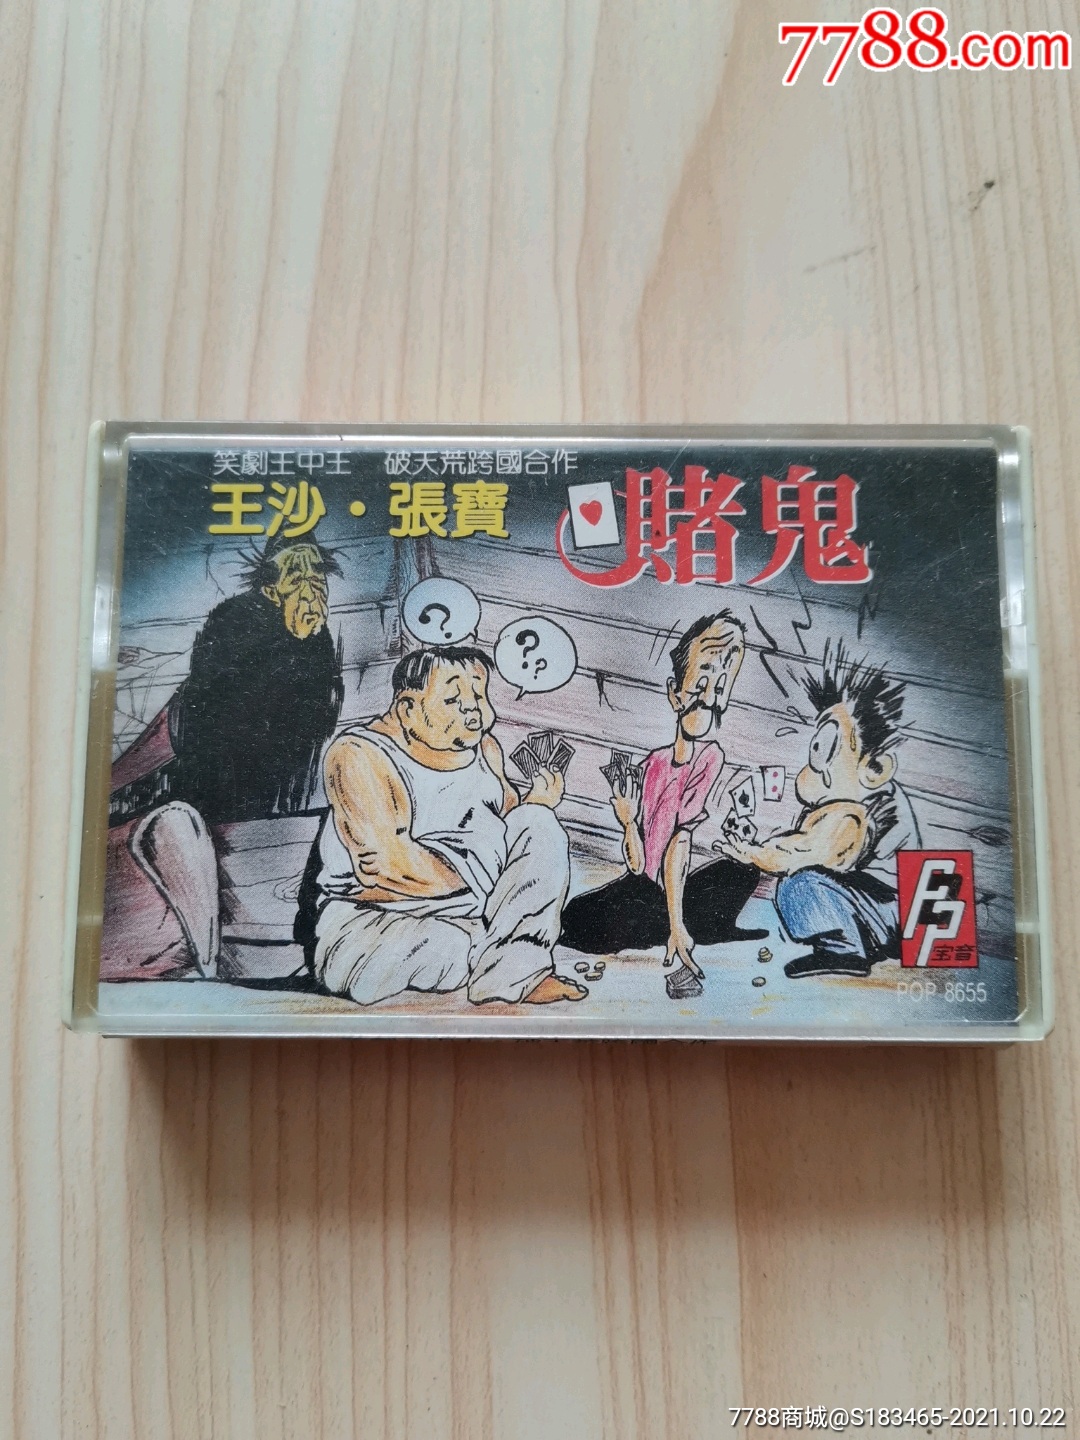 7788.com
笑劇王中王 破天荒跨國合作
王沙·張寶
賭鬼
?
? ? ?
宝音
POP 8655
7788商城@S183465-2021.10.22